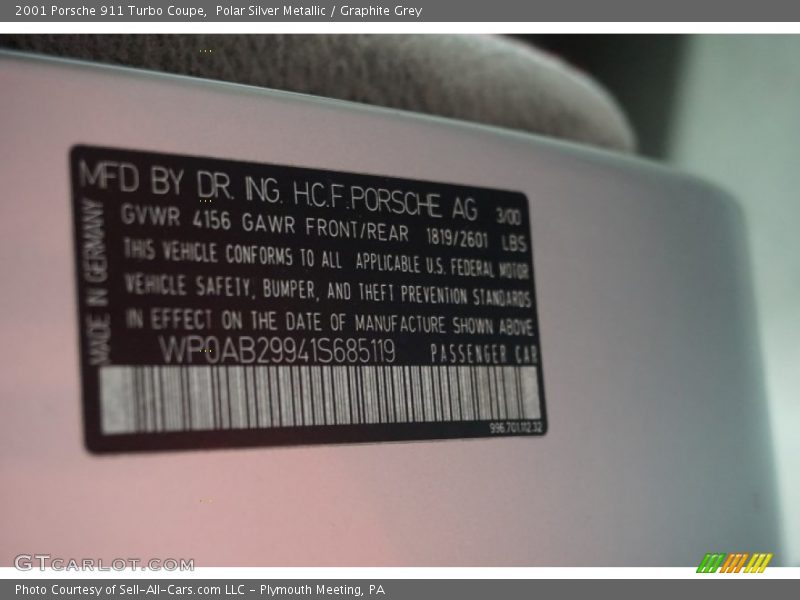 2001 Porsche 911 Turbo Coupe,  Polar Silver Metallic / Graphite Grey
MFD BY DR. ING. H.C.F. PORSCHE AG 3/00
GVWR 4156 GAWR FRONT/REAR 1819/2601 LBS
THIS VEHICLE CONFORMS TO ALL APPLICABLE U.S. FEDERAL MOTOR
VEHICLE SAFETY, BUMPER, AND THEFT PREVENTION STANDARDS
IN EFFECT ON THE DATE OF MANUFACTURE SHOWN ABOVE
WP0AB29941S685119 PASSENGER CAR
996.701.112.32
MADE IN GERMANY
GTCARLOT.COM
Photo Courtesy of Sell-All-Cars.com LLC - Plymouth Meeting, PA